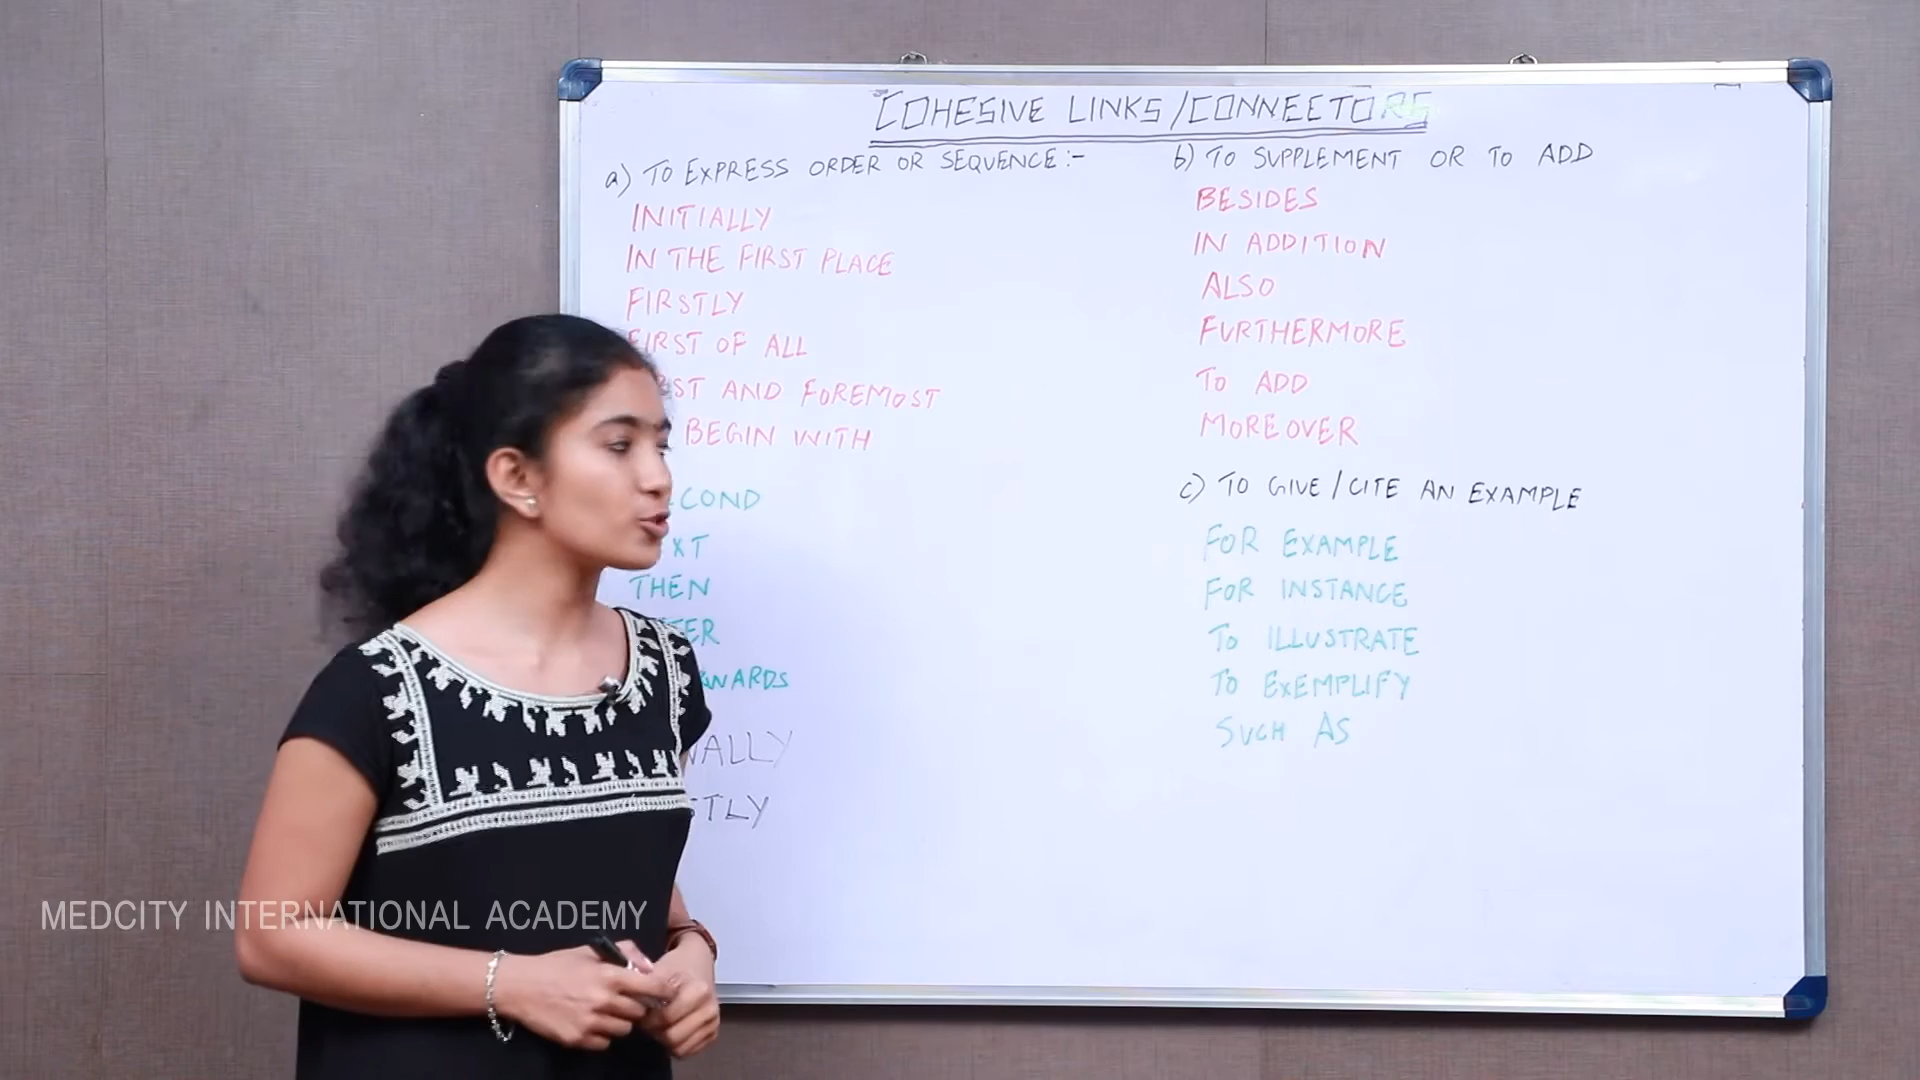 COHESIVE LINKS/CONNECTORS
a) TO EXPRESS ORDER OR SEQUENCE:-
INITIALLY
IN THE FIRST PLACE
FIRSTLY
FIRST OF ALL
AND FOREMOST
BEGIN WITH
THEN
b) TO SUPPLEMENT OR TO ADD
BESIDES
IN ADDITION
ALSO
FURTHERMORE
TO ADD
MOREOVER
c) TO GIVE/CITE AN EXAMPLE
FOR EXAMPLE
FOR INSTANCE
TO ILLUSTRATE
TO EXEMPLIFY
SUCH AS
MEDCITY INTERNATIONAL ACADEMY